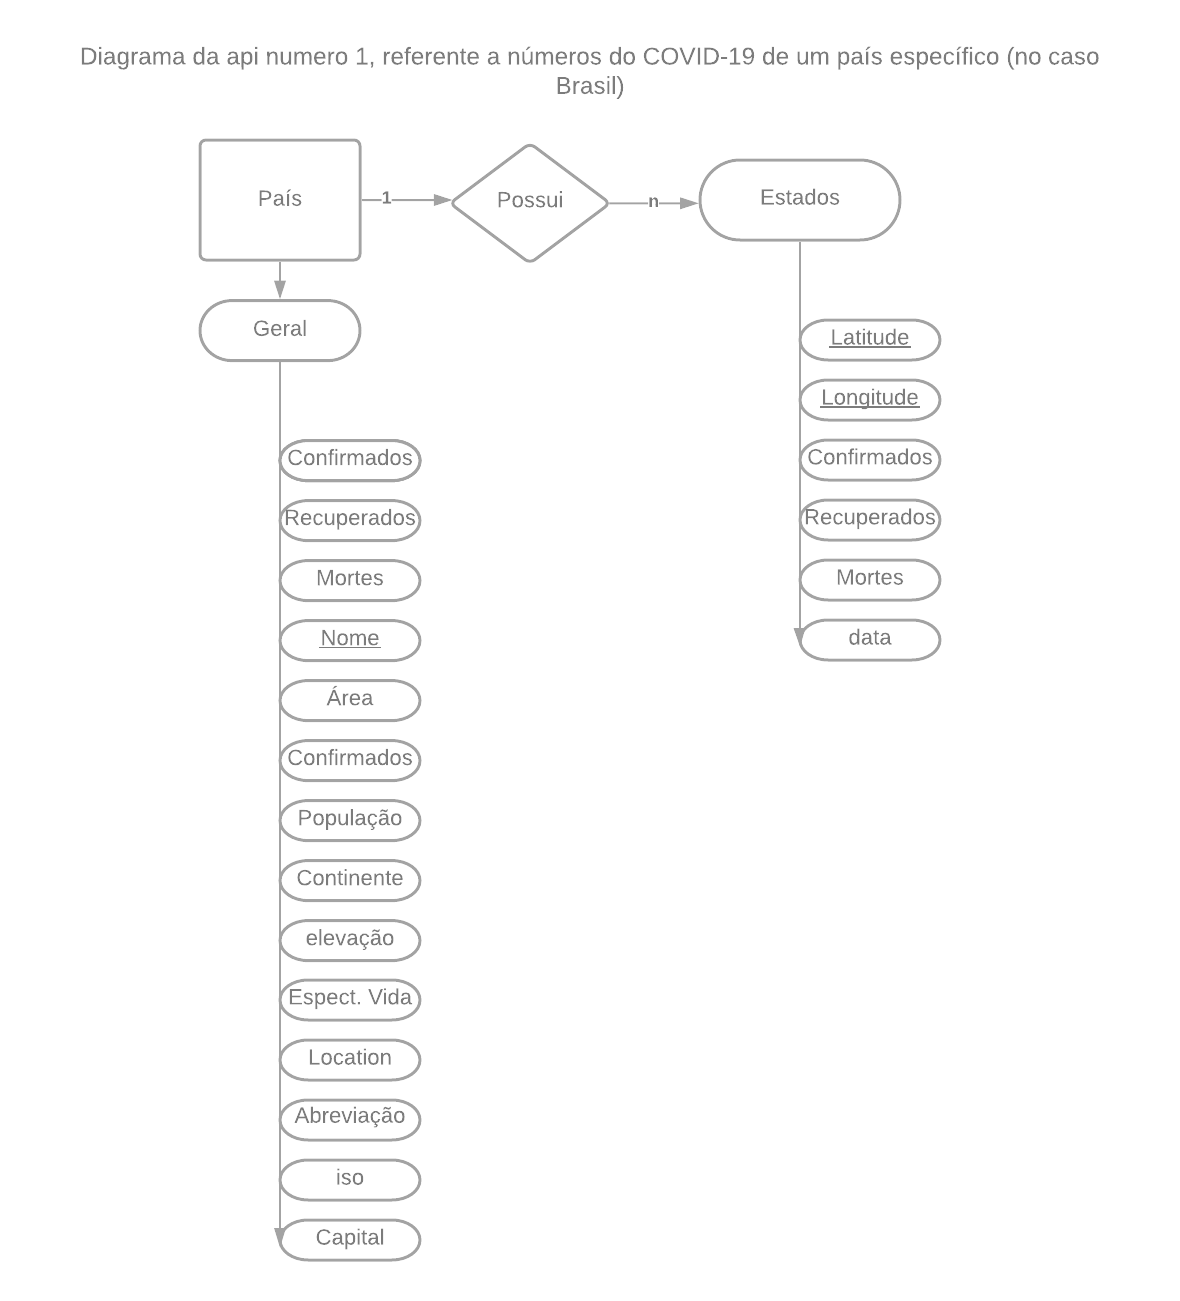 Diagrama da api numero 1, referente a números do COVID-19 de um país específico (no caso
Brasil)
País
1
Possui
n
Estados
Geral
Confirmados
Recuperados
Mortes
Nome
Área
Confirmados
População
Continente
elevação
Espect. Vida
Location
Abreviação
iso
Capital
Latitude
Longitude
Confirmados
Recuperados
Mortes
data